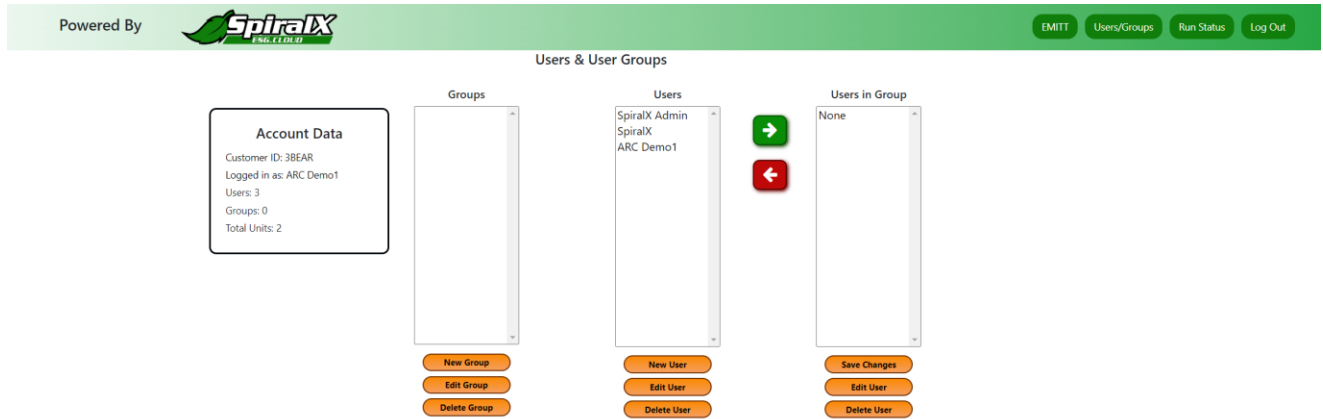 Powered By
SpiralX
ESG.CLOUD
EMITT
Users/Groups
Run Status
Log Out
Users & User Groups
Account Data
Customer ID: 3BEAR
Logged in as: ARC Demo1
Users: 3
Groups: 0
Total Units: 2
Groups
New Group
Edit Group
Delete Group
Users
SpiralX Admin
SpiralX
ARC Demo1
New User
Edit User
Delete User
Users in Group
None
Save Changes
Edit User
Delete User